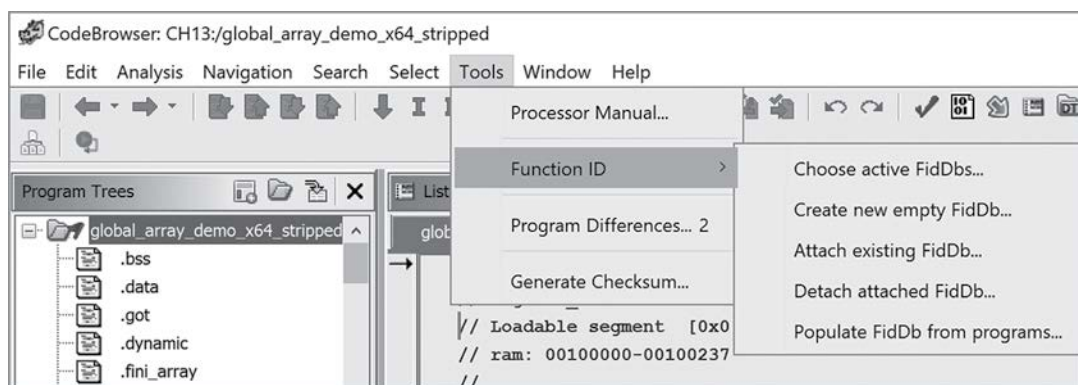 CodeBrowser: CH13:/global_array_demo_x64_stripped
File Edit Analysis Navigation Search Select Tools Window Help
Processor Manual...
Function ID
Choose active FidDbs...
Create new empty FidDb...
Attach existing FidDb...
Detach attached FidDb...
Populate FidDb from programs...
Program Differences... 2
Generate Checksum...
Program Trees
global_array_demo_x64_stripped
.bss
.data
.got
.dynamic
.fini_array
List
glob
// Loadable segment [0x0
// ram: 00100000-00100237
//